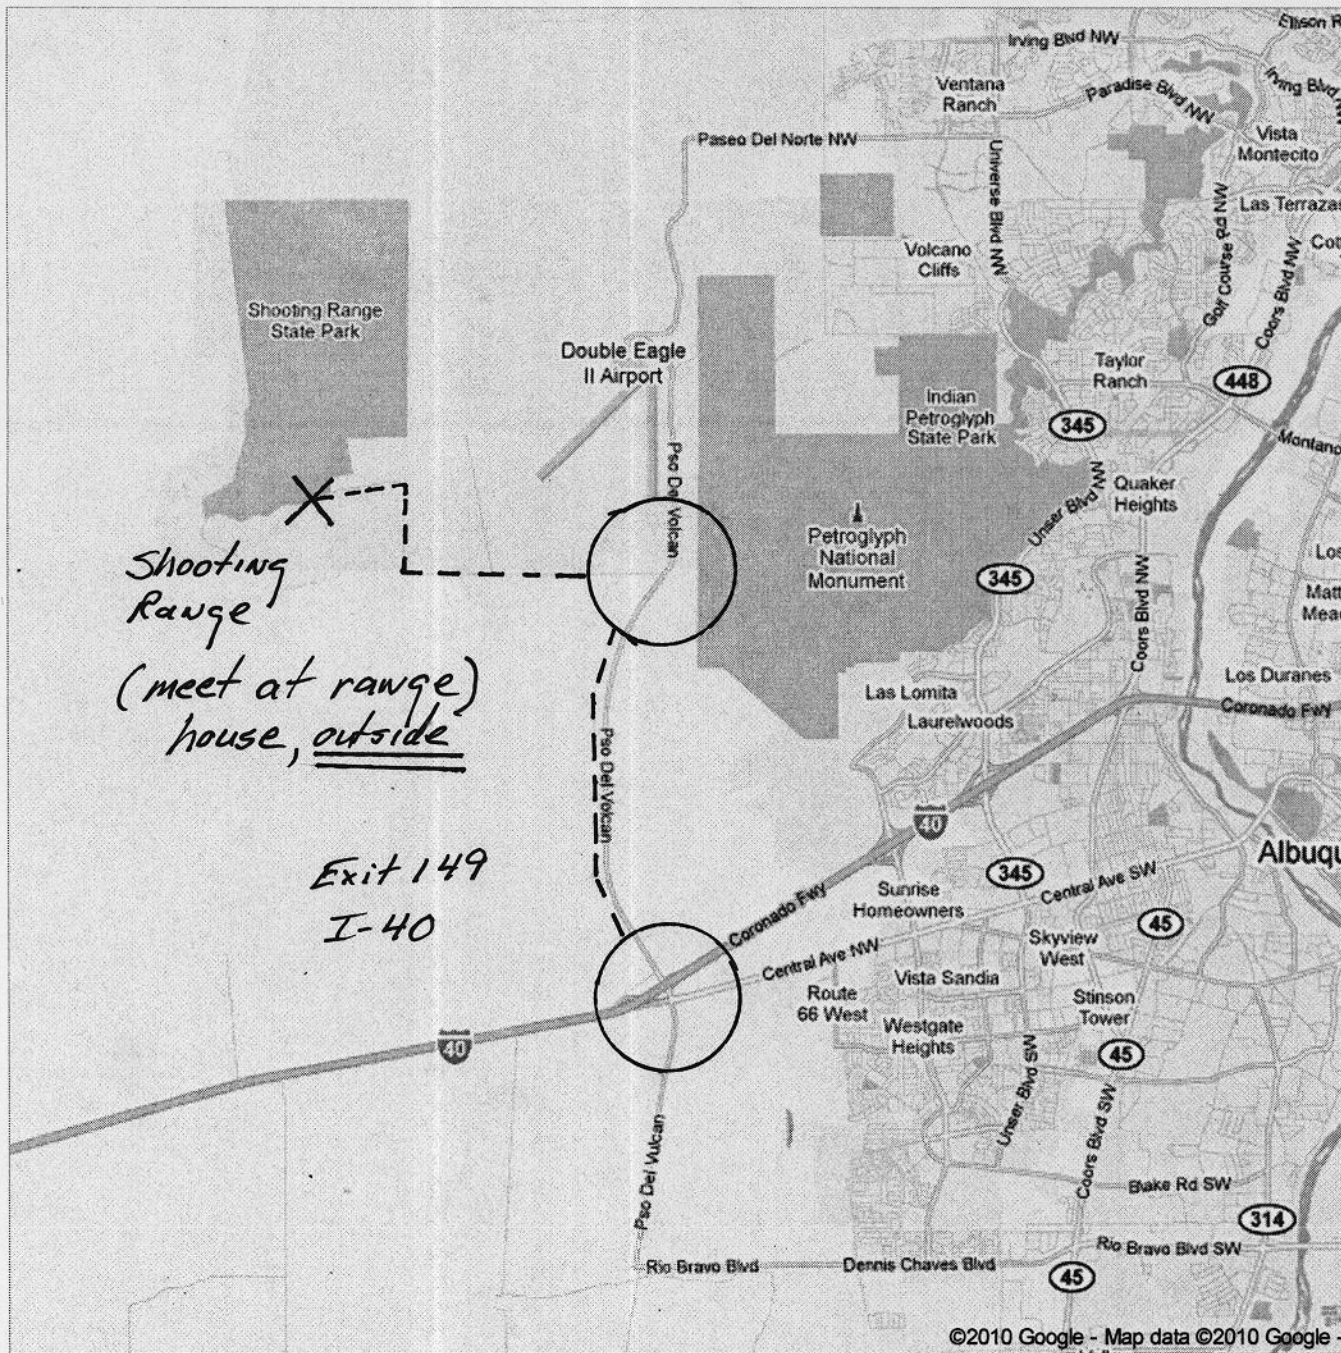 Ellison R
Irving Blvd NW
Irving Blvd
Ventana
Ranch
Paradise Blvd NW
Vista
Montecito
Paseo Del Norte NW
Universe Blvd NW
Las Terrazas
Golf Course Rd NW
Coors Blvd NW
Volcano
Cliffs
Shooting Range
State Park
Double Eagle
II Airport
Taylor
Ranch
448
Indian
Petroglyph
State Park
345
Montano
Pso Del Volcan
Unser Blvd NW
Quaker
Heights
Petroglyph
National
Monument
345
Los
Matt
Mea
Coors Blvd NW
Shooting
Range
(meet at range)
house, outside
Las Lomita
Laurelwoods
Los Duranes
Coronado Fwy
Pso Del Volcan
40
Albuqu
Exit 149
I-40
Coronado Fwy
Sunrise
Homeowners
345
Central Ave SW
45
Central Ave NW
Skyview
West
Route
66 West
Vista Sandia
Stinson
Tower
Westgate
Heights
40
45
Unser Blvd SW
Coors Blvd SW
Pso Del Vulcan
Blake Rd SW
314
Rio Bravo Blvd
Dennis Chaves Blvd
Rio Bravo Blvd SW
45
©2010 Google - Map data ©2010 Google -